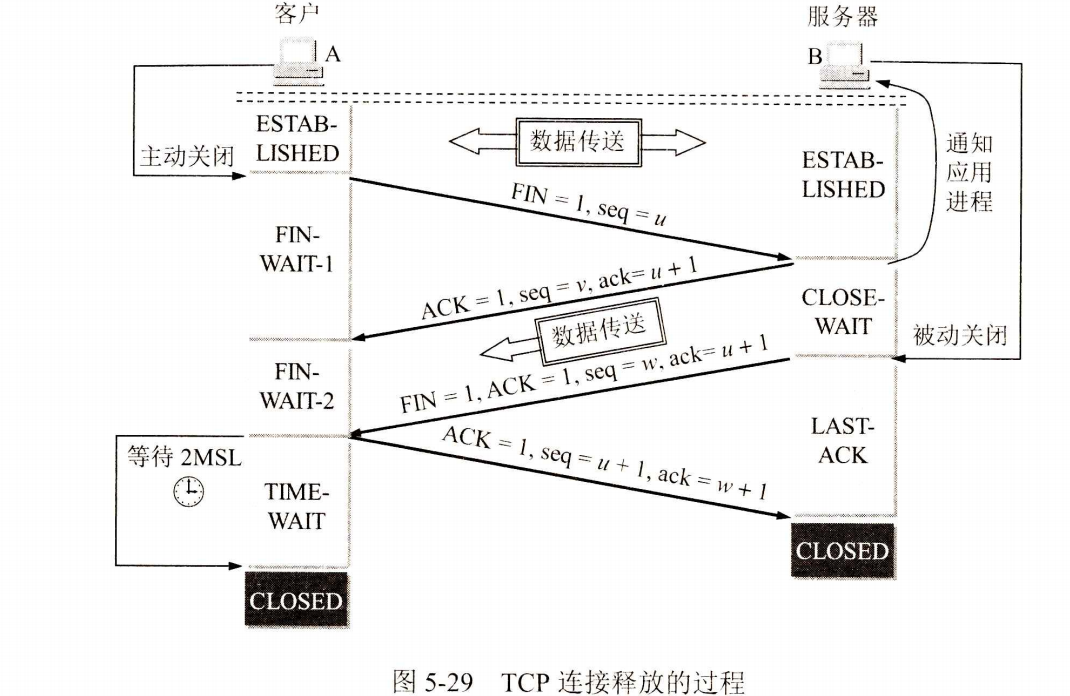 客户
服务器
A
B
ESTAB-
LISHED
数据传送
主动关闭
ESTAB-
LISHED
通知
应用
进程
FIN = 1, seq = u
FIN-
WAIT-1
ACK = 1, seq = v, ack= u + 1
CLOSE-
WAIT
数据传送
被动关闭
FIN-
WAIT-2
FIN = 1, ACK = 1, seq = w, ack= u + 1
LAST-
ACK
等待 2MSL
ACK = 1, seq = u + 1, ack = w + 1
TIME-
WAIT
CLOSED
CLOSED
图 5-29 TCP 连接释放的过程